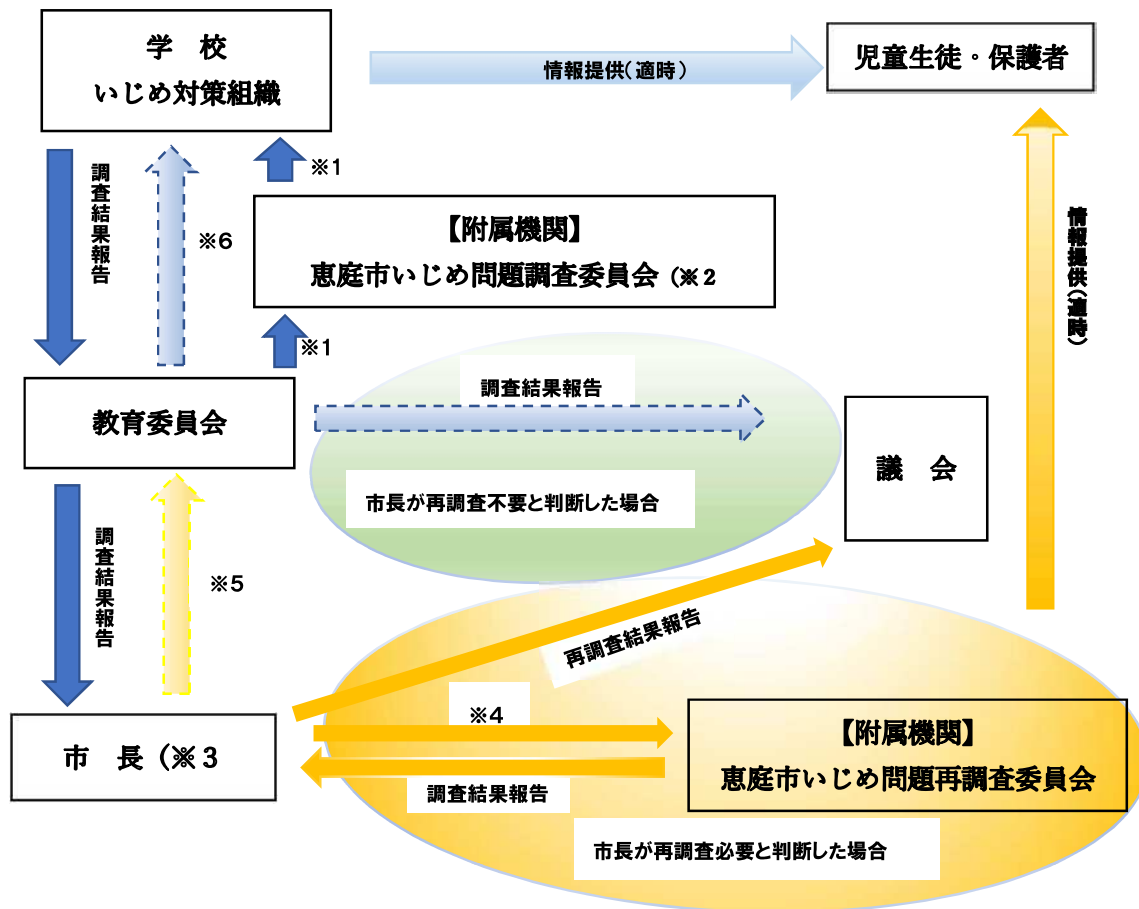 学　校
いじめ対策組織
情報提供（適時）
児童生徒・保護者
調査結果報告
※6
※1
【附属機関】
恵庭市いじめ問題調査委員会（※２
※1
情報提供（適時）
教育委員会
調査結果報告
市長が再調査不要と判断した場合
議　会
調査結果報告
※5
再調査結果報告
※４
市　長（※３
調査結果報告
【附属機関】
恵庭市いじめ問題再調査委員会
市長が再調査必要と判断した場合